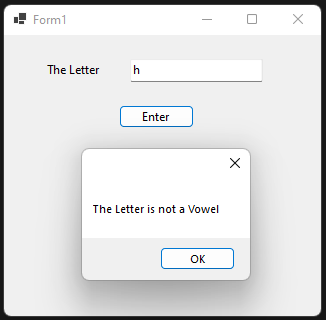 Form1
The Letter h
Enter
The Letter is not a Vowel
OK